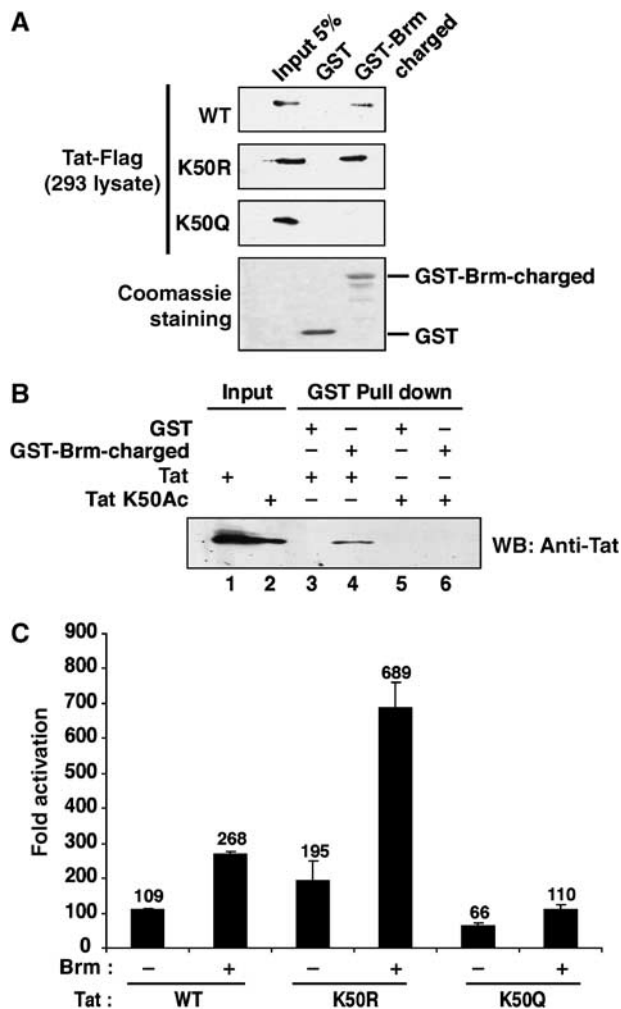 A
Input 5%
GST
GST-Brm
charged
Tat-Flag
(293 lysate)
WT
K50R
K50Q
Coomassie
staining
GST-Brm-charged
GST
B
Input GST Pull down
GST + – + –
GST-Brm-charged – + – +
Tat + + + – –
Tat K50Ac + – – + +
WB: Anti-Tat
1 2 3 4 5 6
C
Fold activation
900
800
700
600
500
400
300
200
100
0
109
268
195
689
66
110
Brm : – + – + – +
Tat : WT K50R K50Q